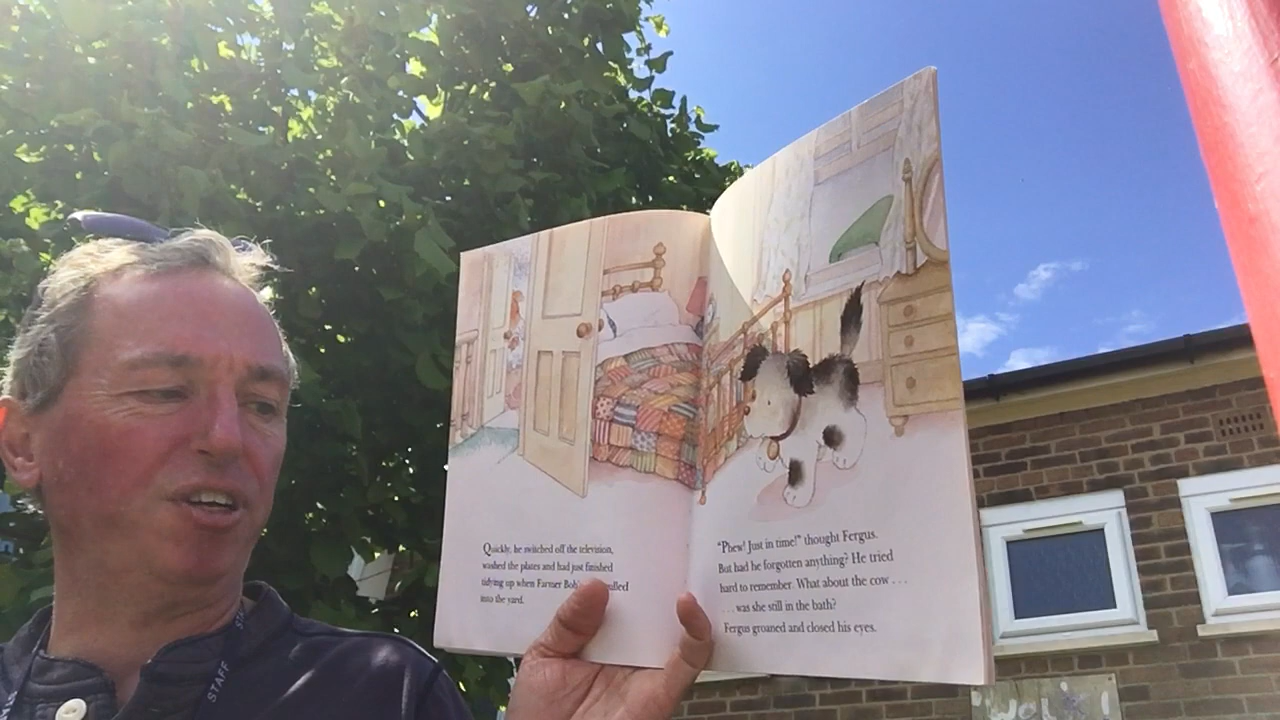 Quickly, he switched off the television,
washed the plates and had just finished
tidying up when Farmer Bob's
into the yard.
"Phew! Just in time!" thought Fergus.
But had he forgotten anything? He tried
hard to remember. What about the cow . . .
. . . was she still in the bath?
Fergus groaned and closed his eyes.
STAFF